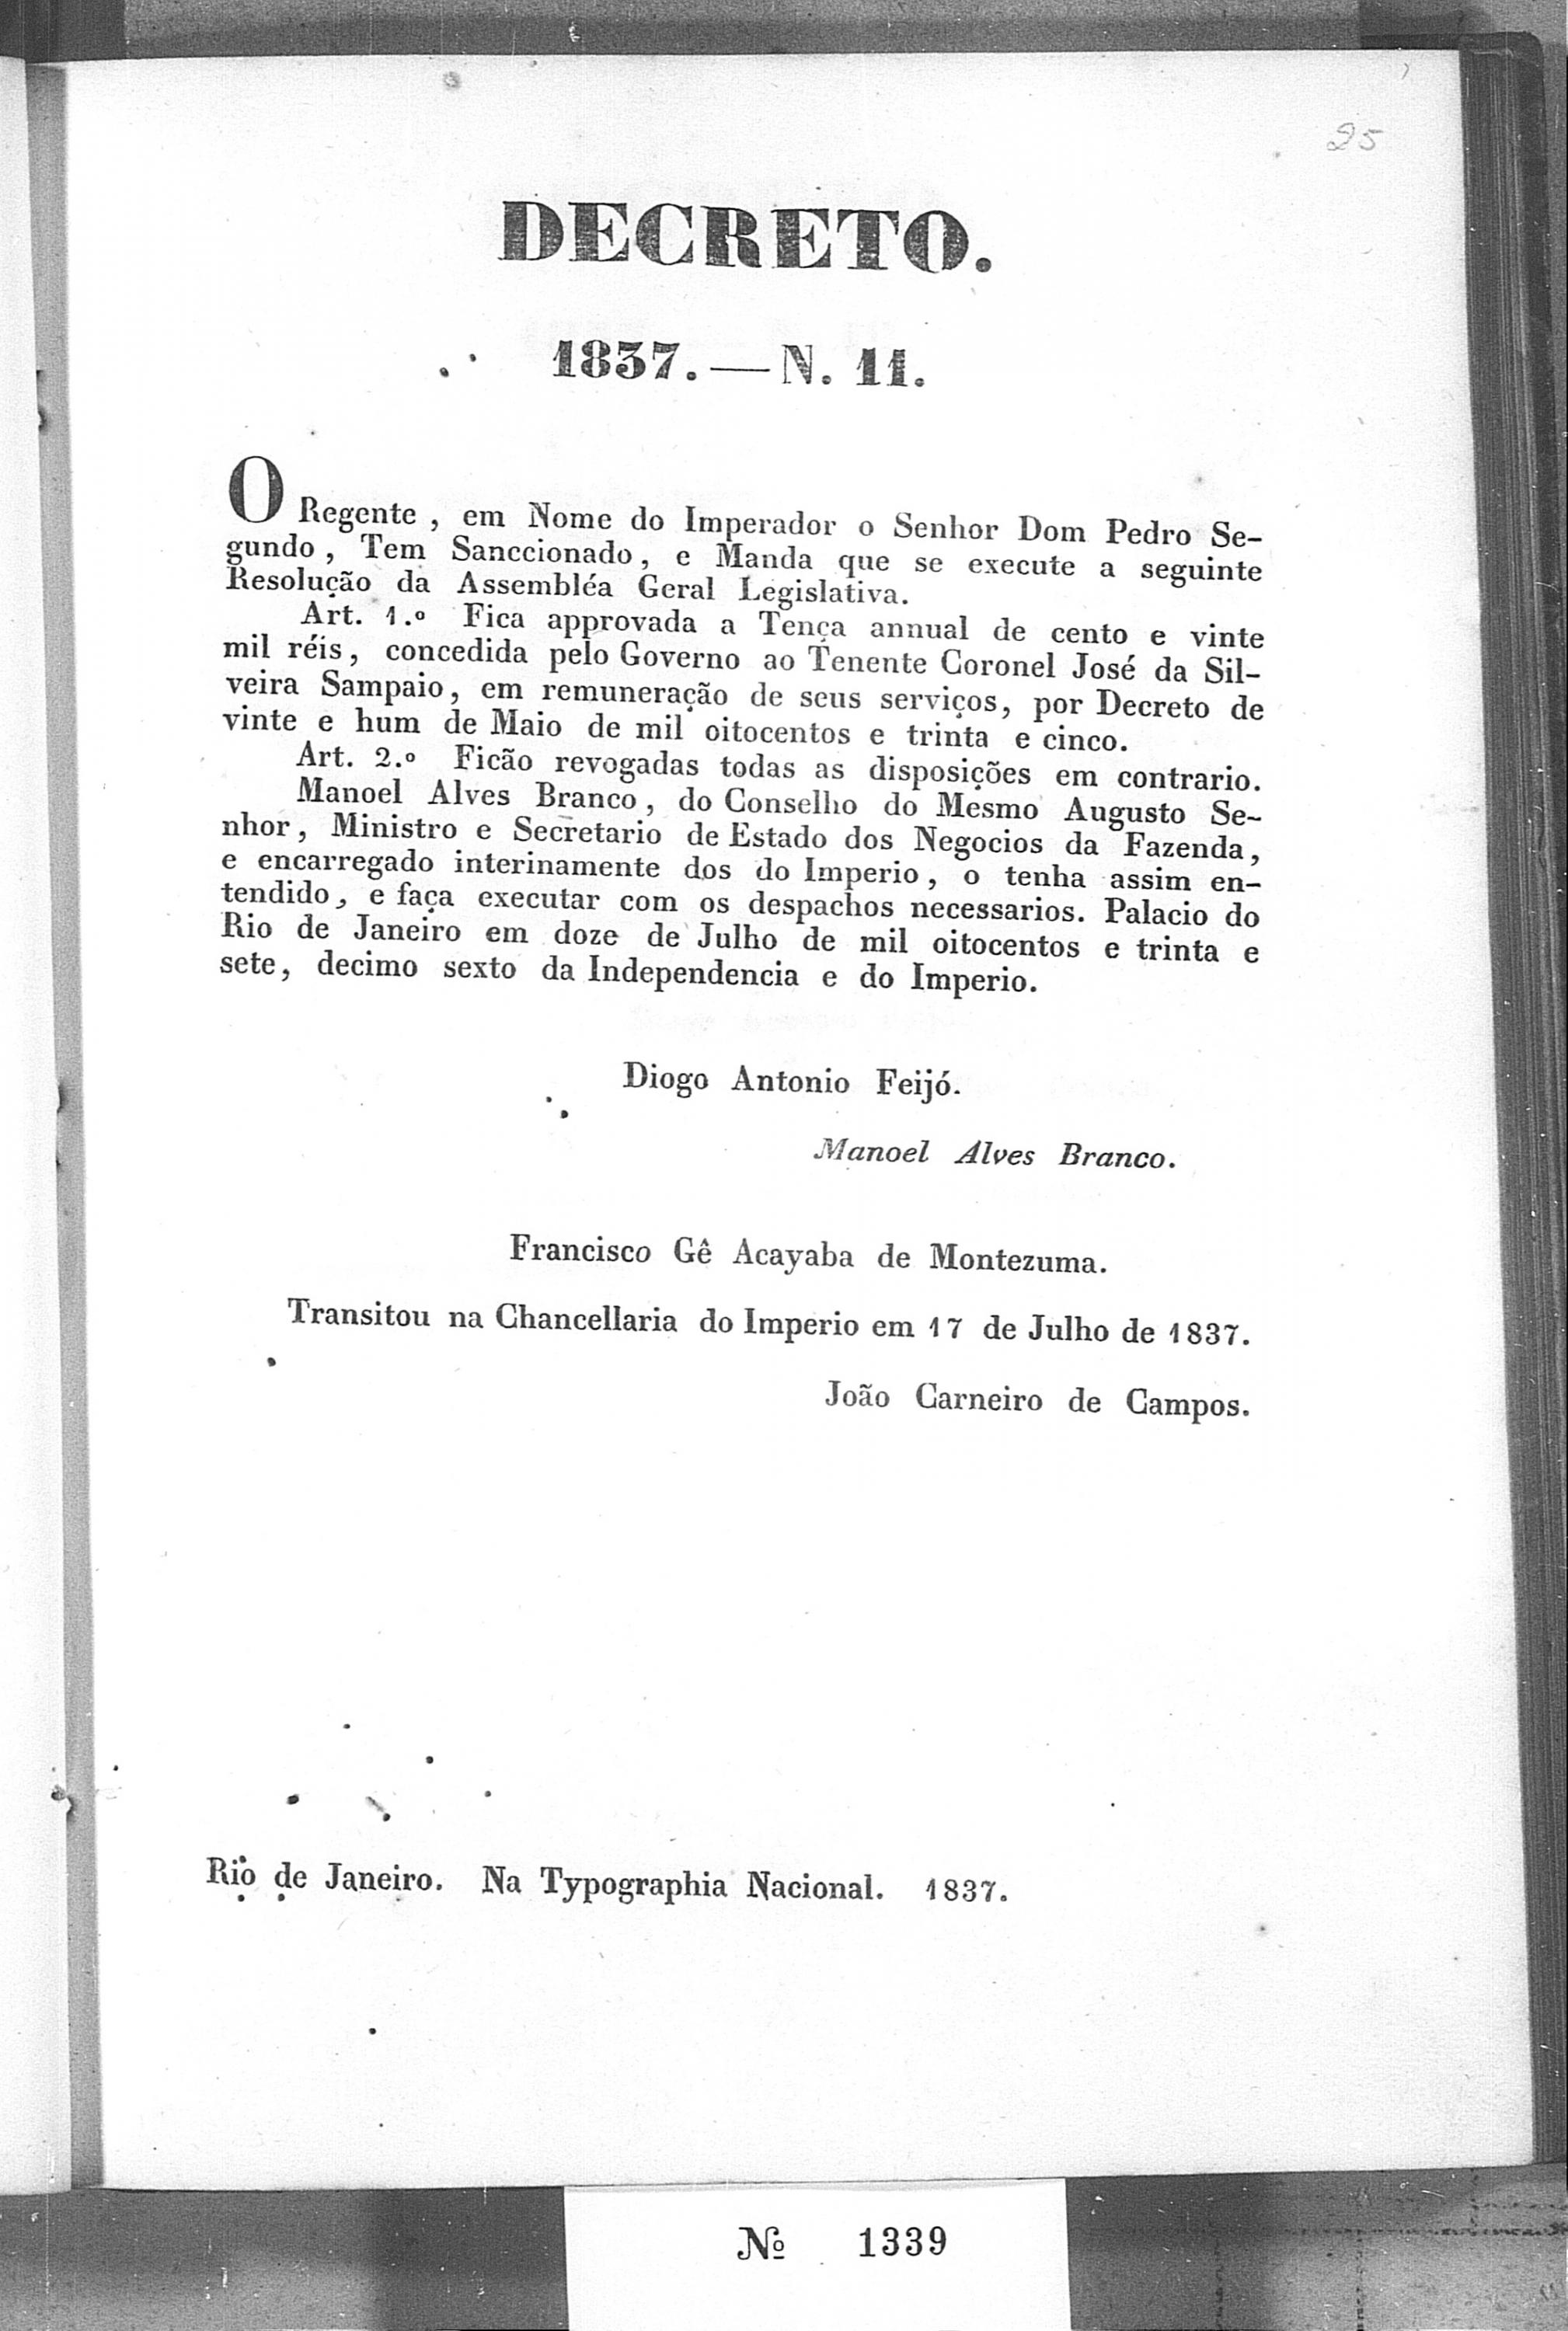 25
DECRETO.
1837. — N. 11.
O Regente , em Nome do Imperador o Senhor Dom Pedro Se-
gundo , Tem Sanccionado, e Manda que se execute a seguinte
Resolução da Assembléa Geral Legislativa.
Art. 1.º Fica approvada a Tença annual de cento e vinte
mil réis, concedida pelo Governo ao Tenente Coronel José da Sil-
veira Sampaio, em remuneração de seus serviços, por Decreto de
vinte e hum de Maio de mil oitocentos e trinta e cinco.
Art. 2.º Ficão revogadas todas as disposições em contrario.
Manoel Alves Branco, do Conselho do Mesmo Augusto Se-
nhor, Ministro e Secretario de Estado dos Negocios da Fazenda,
e encarregado interinamente dos do Imperio, o tenha assim en-
tendido, e faça executar com os despachos necessarios. Palacio do
Rio de Janeiro em doze de Julho de mil oitocentos e trinta e
sete, decimo sexto da Independencia e do Imperio.
Diogo Antonio Feijó.
Manoel Alves Branco.
Francisco Gê Acayaba de Montezuma.
Transitou na Chancellaria do Imperio em 17 de Julho de 1837.
João Carneiro de Campos.
Rio de Janeiro. Na Typographia Nacional. 1837.
Nº 1339